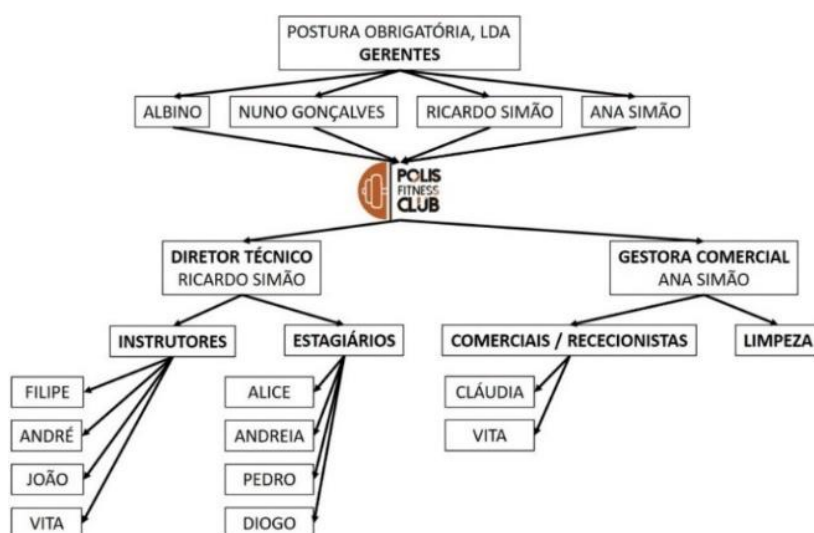 POSTURA OBRIGATÓRIA, LDA
GERENTES
ALBINO
NUNO GONÇALVES
RICARDO SIMÃO
ANA SIMÃO
POLIS
FITNESS
CLUB
DIRETOR TÉCNICO
RICARDO SIMÃO
GESTORA COMERCIAL
ANA SIMÃO
INSTRUTORES
ESTAGIÁRIOS
COMERCIAIS / RECECIONISTAS
LIMPEZA
FILIPE
ALICE
CLÁUDIA
ANDRÉ
ANDREIA
VITA
JOÃO
PEDRO
VITA
DIOGO